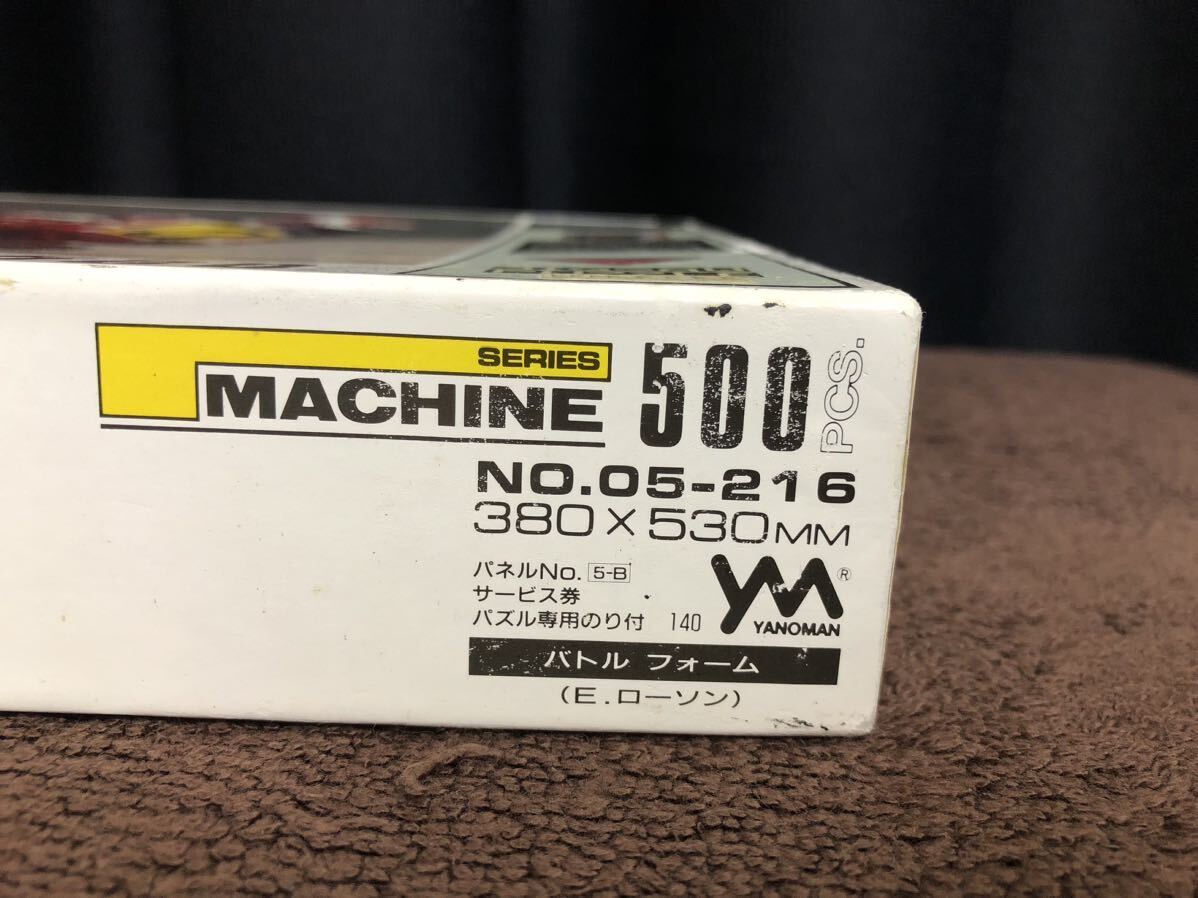 SERIES
MACHINE 500 PCS.
NO.05-216
380×530MM
パネルNo. 5-B
サービス券
パズル専用のり付 140
YM®
YANOMAN
バトル フォーム
(E.ローソン)